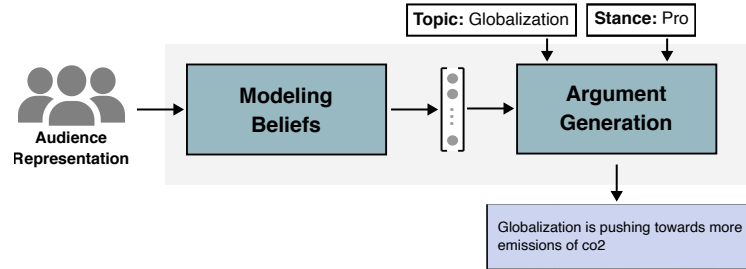 Topic: Globalization
Stance: Pro
Audience
Representation
Modeling
Beliefs
Argument
Generation
Globalization is pushing towards more
emissions of co2